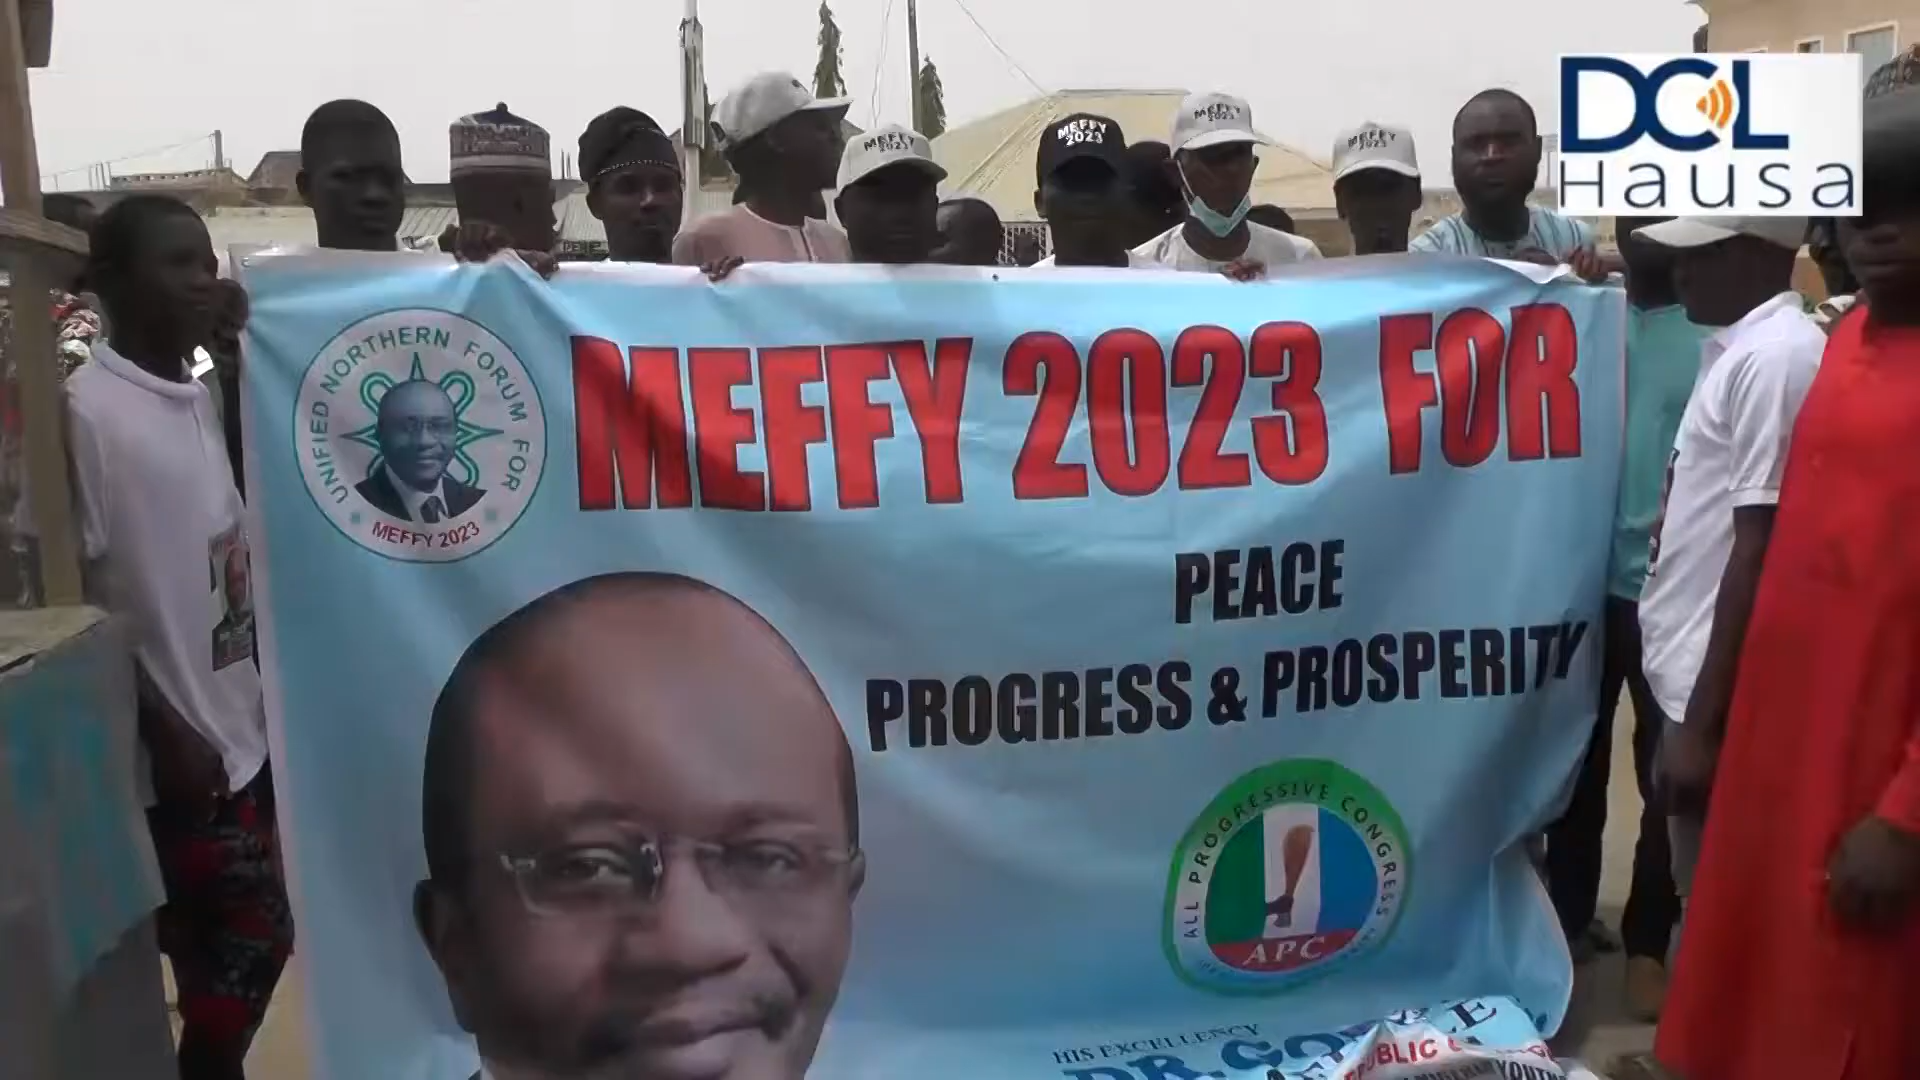 DCL
Hausa
MEFFY
2023
MEFFY
2023
MEFFY
2023
MEFFY
2023
UNIFIED NORTHERN FORUM FOR
MEFFY 2023
MEFFY 2023 FOR
PEACE
PROGRESS & PROSPERITY
ALL PROGRESSIVE CONGRESS
APC
HIS EXCELLENCY
DR.